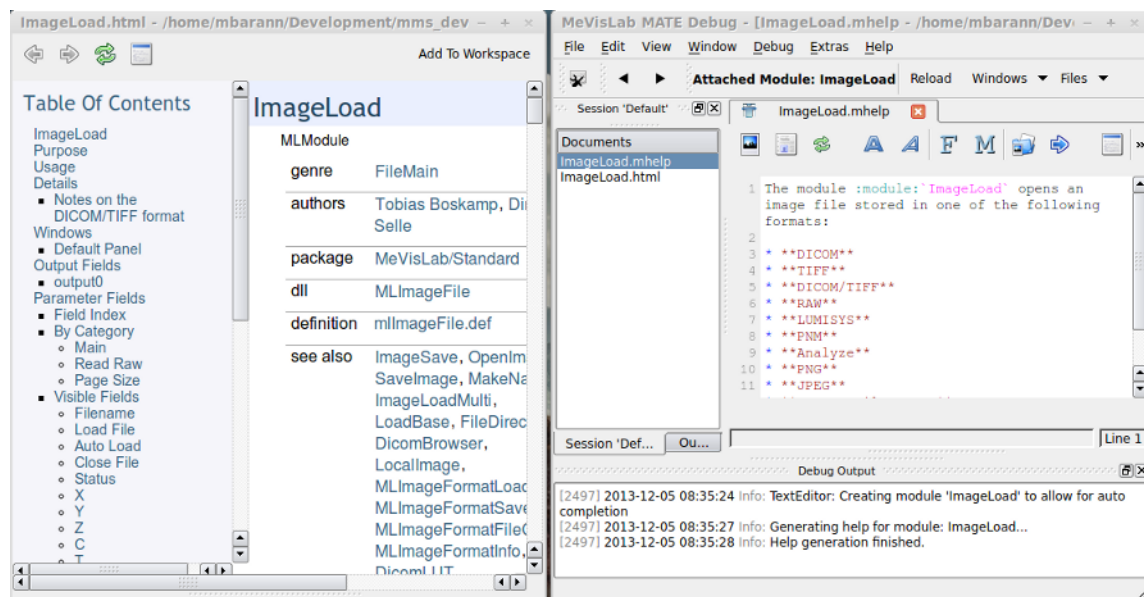 ImageLoad.html - /home/mbarann/Development/mms_dev
Add To Workspace
Table Of Contents
ImageLoad
Purpose
Usage
Details
Notes on the
DICOM/TIFF format
Windows
Default Panel
Output Fields
output0
Parameter Fields
Field Index
By Category
Main
Read Raw
Page Size
Visible Fields
Filename
Load File
Auto Load
Close File
Status
X
Y
Z
C
T
ImageLoad
MLModule
genre FileMain
authors Tobias Boskamp, Di
Selle
package MeVisLab/Standard
dll MLImageFile
definition mlImageFile.def
see also ImageSave, OpenIm
SaveImage, MakeNa
ImageLoadMulti,
LoadBase, FileDirec
DicomBrowser,
LocalImage,
MLImageFormatLoad
MLImageFormatSave
MLImageFormatFileC
MLImageFormatInfo,
DicomLUT
MeVisLab MATE Debug - [ImageLoad.mhelp - /home/mbarann/Dev
File Edit View Window Debug Extras Help
Attached Module: ImageLoad Reload Windows Files
Session 'Default'
ImageLoad.mhelp
Documents
ImageLoad.mhelp
ImageLoad.html
A A F M »
1 The module :module:`ImageLoad` opens an
image file stored in one of the following
formats:
2
3 * **DICOM**
4 * **TIFF**
5 * **DICOM/TIFF**
6 * **RAW**
7 * **LUMISYS**
8 * **PNM**
9 * **Analyze**
10 * **PNG**
11 * **JPEG**
Session 'Def... Ou...
Line 1
Debug Output
[2497] 2013-12-05 08:35:24 Info: TextEditor: Creating module 'ImageLoad' to allow for auto
completion
[2497] 2013-12-05 08:35:27 Info: Generating help for module: ImageLoad...
[2497] 2013-12-05 08:35:28 Info: Help generation finished.